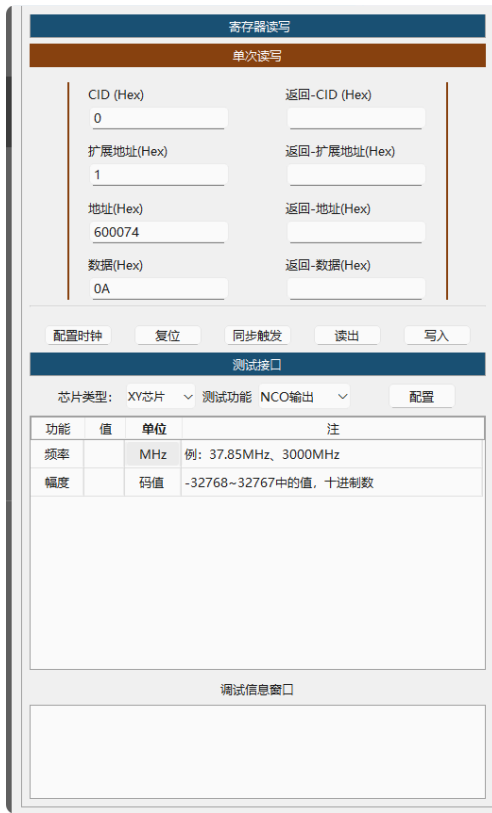 寄存器读写
单次读写
CID (Hex) 返回-CID (Hex)
0
扩展地址(Hex) 返回-扩展地址(Hex)
1
地址(Hex) 返回-地址(Hex)
600074
数据(Hex) 返回-数据(Hex)
0A
配置时钟 复位 同步触发 读出 写入
测试接口
芯片类型： XY芯片 测试功能 NCO输出 配置
功能 值 单位 注
频率 MHz 例：37.85MHz、3000MHz
幅度 码值 -32768~32767中的值，十进制数
调试信息窗口